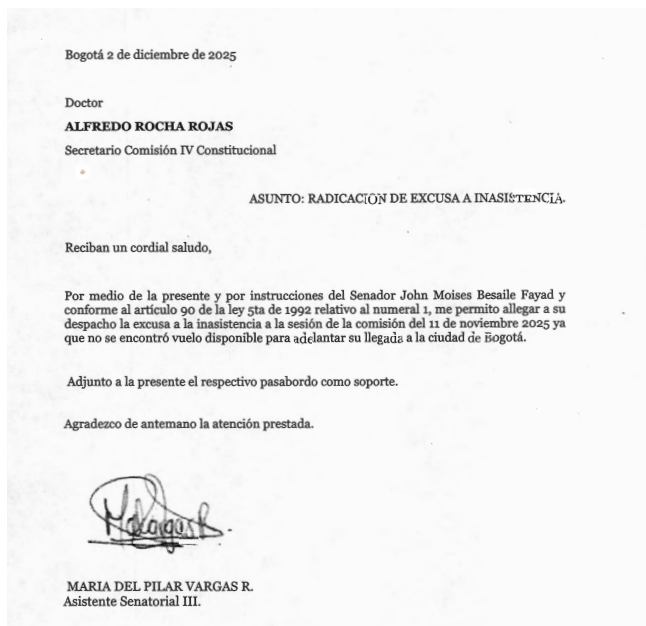 Bogotá 2 de diciembre de 2025
Doctor
ALFREDO ROCHA ROJAS
Secretario Comisión IV Constitucional
ASUNTO: RADICACIÓN DE EXCUSA A INASISTENCIA.
Reciban un cordial saludo,
Por medio de la presente y por instrucciones del Senador John Moises Besaile Fayad y
conforme al artículo 90 de la ley 5ta de 1992 relativo al numeral 1, me permito allegar a su
despacho la excusa a la inasistencia a la sesión de la comisión del 11 de noviembre 2025 ya
que no se encontró vuelo disponible para adelantar su llegada a la ciudad de Bogotá.
Adjunto a la presente el respectivo pasabordo como soporte.
Agradezco de antemano la atención prestada.
MARIA DEL PILAR VARGAS R.
Asistente Senatorial III.